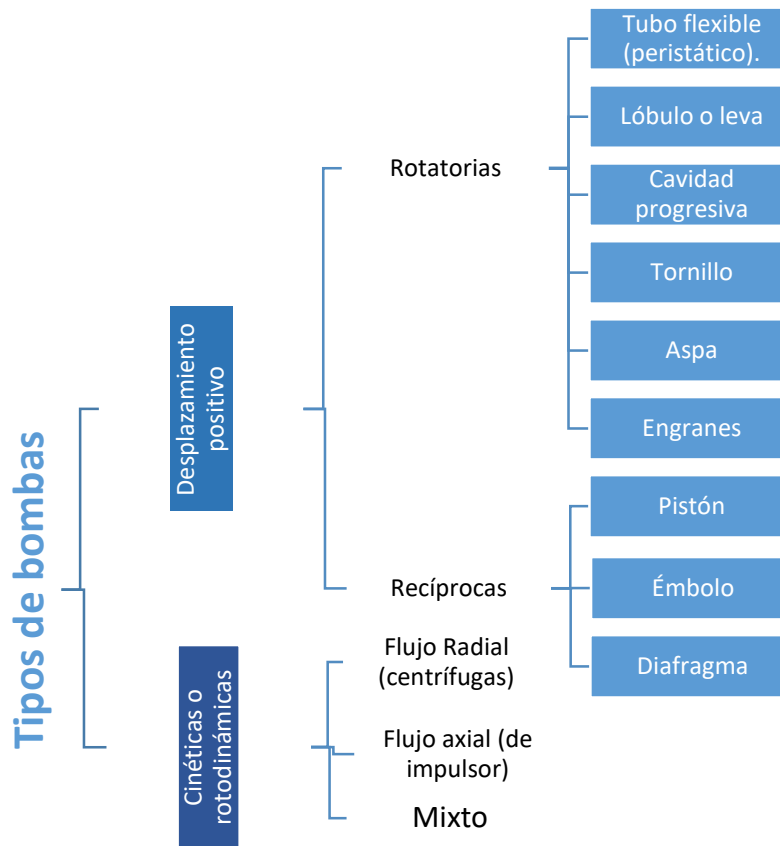 Tipos de bombas
Desplazamiento
positivo
Rotatorias
Tubo flexible
(peristático).
Lóbulo o leva
Cavidad
progresiva
Tornillo
Aspa
Engranes
Recíprocas
Pistón
Émbolo
Diafragma
Cinéticas o
rotodinámicas
Flujo Radial
(centrífugas)
Flujo axial (de
impulsor)
Mixto